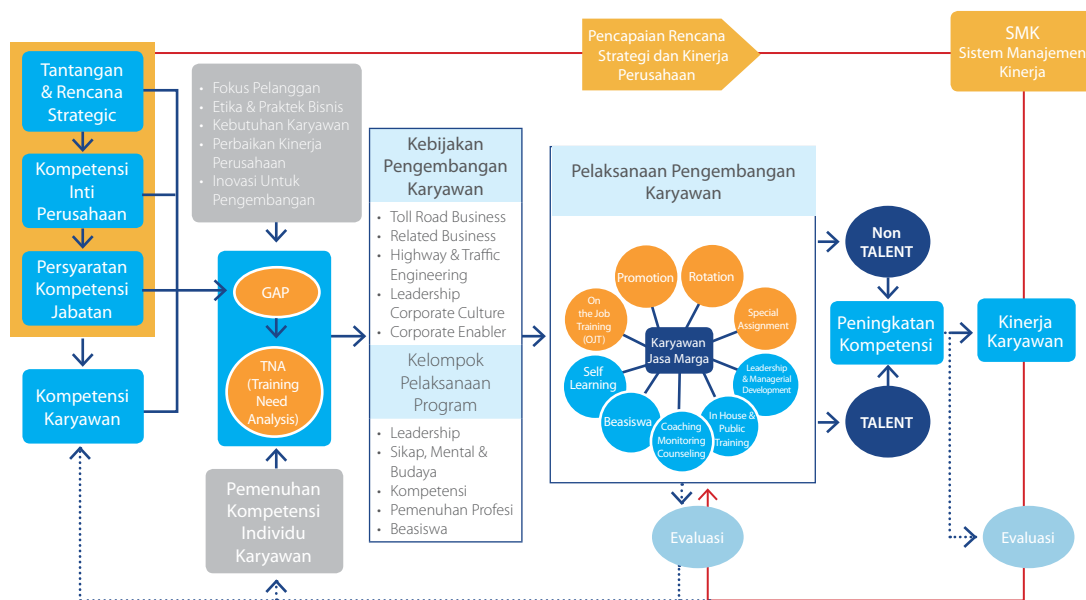 Pencapaian Rencana
Strategi dan Kinerja
Perusahaan
SMK
Sistem Manajemen
Kinerja
Tantangan
& Rencana
Strategic
Kompetensi
Inti
Perusahaan
Persyaratan
Kompetensi
Jabatan
Kompetensi
Karyawan
• Fokus Pelanggan
• Etika & Praktek Bisnis
• Kebutuhan Karyawan
• Perbaikan Kinerja
Perusahaan
• Inovasi Untuk
Pengembangan
GAP
TNA
(Training
Need
Analysis)
Pemenuhan
Kompetensi
Individu
Karyawan
Kebijakan
Pengembangan
Karyawan
• Toll Road Business
• Related Business
• Highway & Traffic
Engineering
• Leadership
Corporate Culture
• Corporate Enabler
Kelompok
Pelaksanaan
Program
• Leadership
• Sikap, Mental &
Budaya
• Kompetensi
• Pemenuhan Profesi
• Beasiswa
Pelaksanaan Pengembangan
Karyawan
Promotion
Rotation
On
the Job
Training
(OJT)
Special
Assignment
Karyawan
Jasa Marga
Self
Learning
Leadership
& Managerial
Development
Beasiswa
Coaching
Monitoring
Counseling
In House &
Public
Training
Evaluasi
Non
TALENT
Peningkatan
Kompetensi
TALENT
Kinerja
Karyawan
Evaluasi